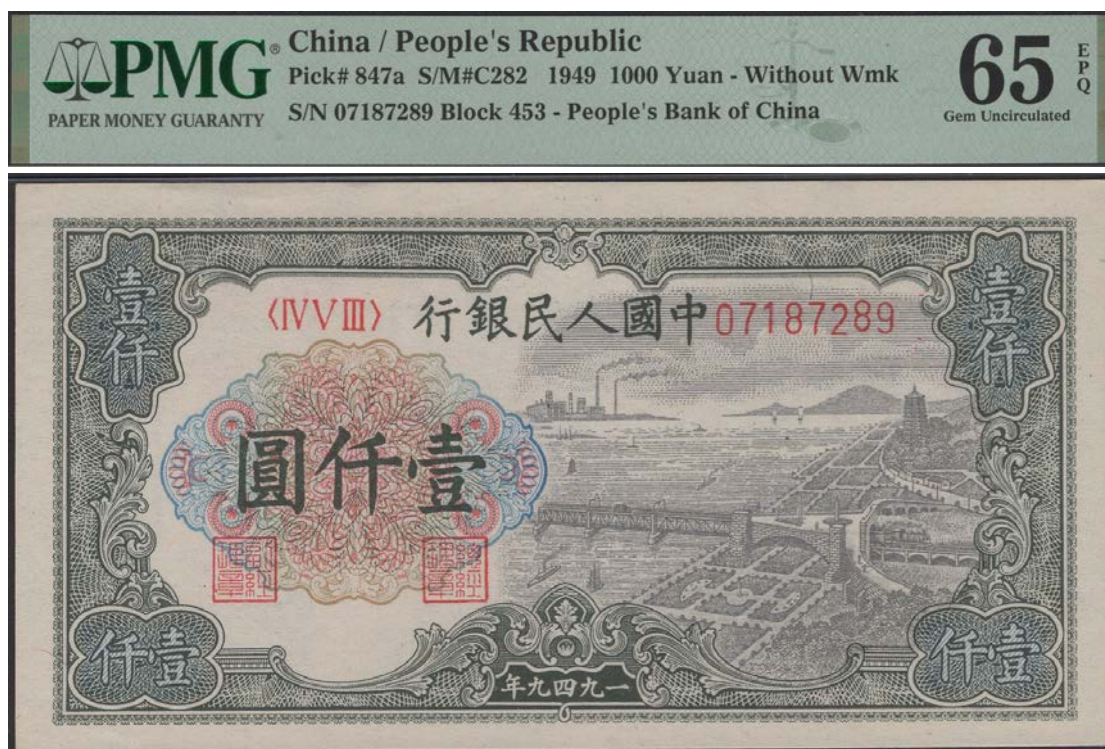 PMG® China / People's Republic
Pick# 847a S/M#C282 1949 1000 Yuan - Without Wmk
PAPER MONEY GUARANTY S/N 07187289 Block 453 - People's Bank of China
65 EPQ
Gem Uncirculated
壹仟
壹仟
〈IV V III〉 行銀民人國中 07187289
圓仟壹
仟壹
仟壹
年九四九一